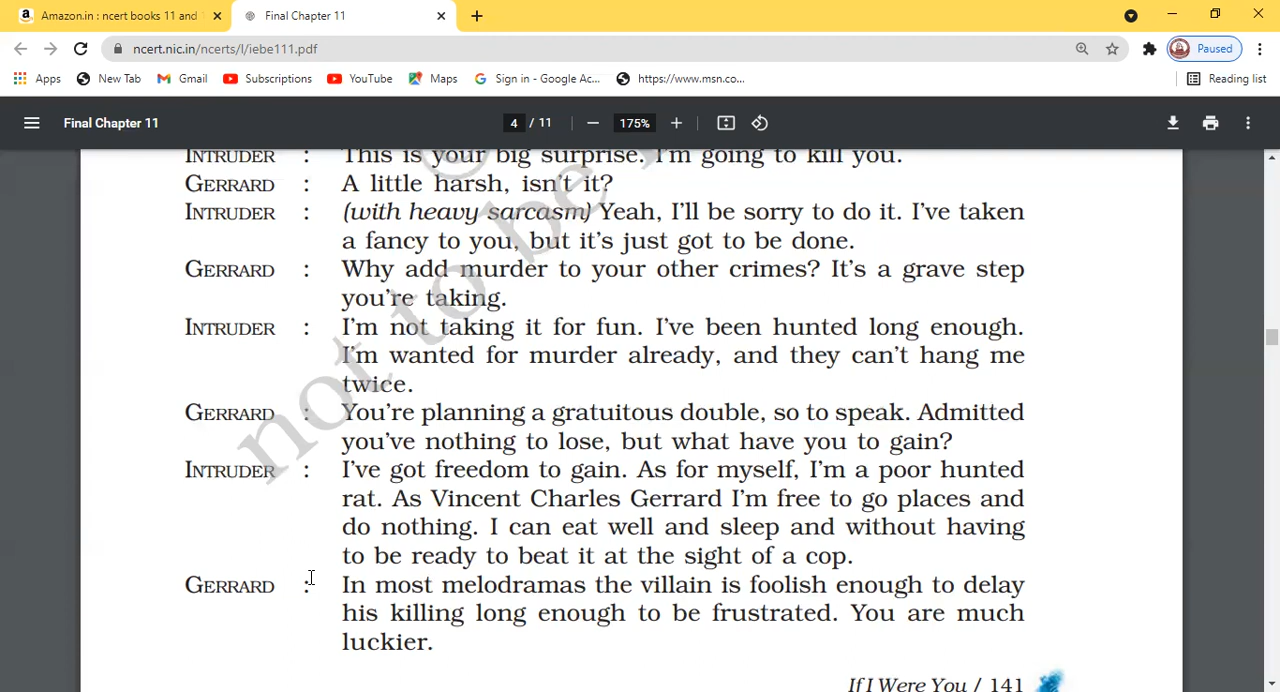 Amazon.in : ncert books 11 and
Final Chapter 11
ncert.nic.in/ncerts/l/iebe111.pdf
Paused
Apps
New Tab
Gmail
Subscriptions
YouTube
Maps
Sign in - Google Ac...
https://www.msn.co...
Reading list
Final Chapter 11
4 / 11
175%
INTRUDER : This is your big surprise. I'm going to kill you.
GERRARD : A little harsh, isn't it?
INTRUDER : (with heavy sarcasm) Yeah, I'll be sorry to do it. I've taken
a fancy to you, but it's just got to be done.
GERRARD : Why add murder to your other crimes? It's a grave step
you're taking.
INTRUDER : I'm not taking it for fun. I've been hunted long enough.
I'm wanted for murder already, and they can't hang me
twice.
GERRARD : You're planning a gratuitous double, so to speak. Admitted
you've nothing to lose, but what have you to gain?
INTRUDER : I've got freedom to gain. As for myself, I'm a poor hunted
rat. As Vincent Charles Gerrard I'm free to go places and
do nothing. I can eat well and sleep and without having
to be ready to beat it at the sight of a cop.
GERRARD : In most melodramas the villain is foolish enough to delay
his killing long enough to be frustrated. You are much
luckier.
If I Were You / 141
not to be